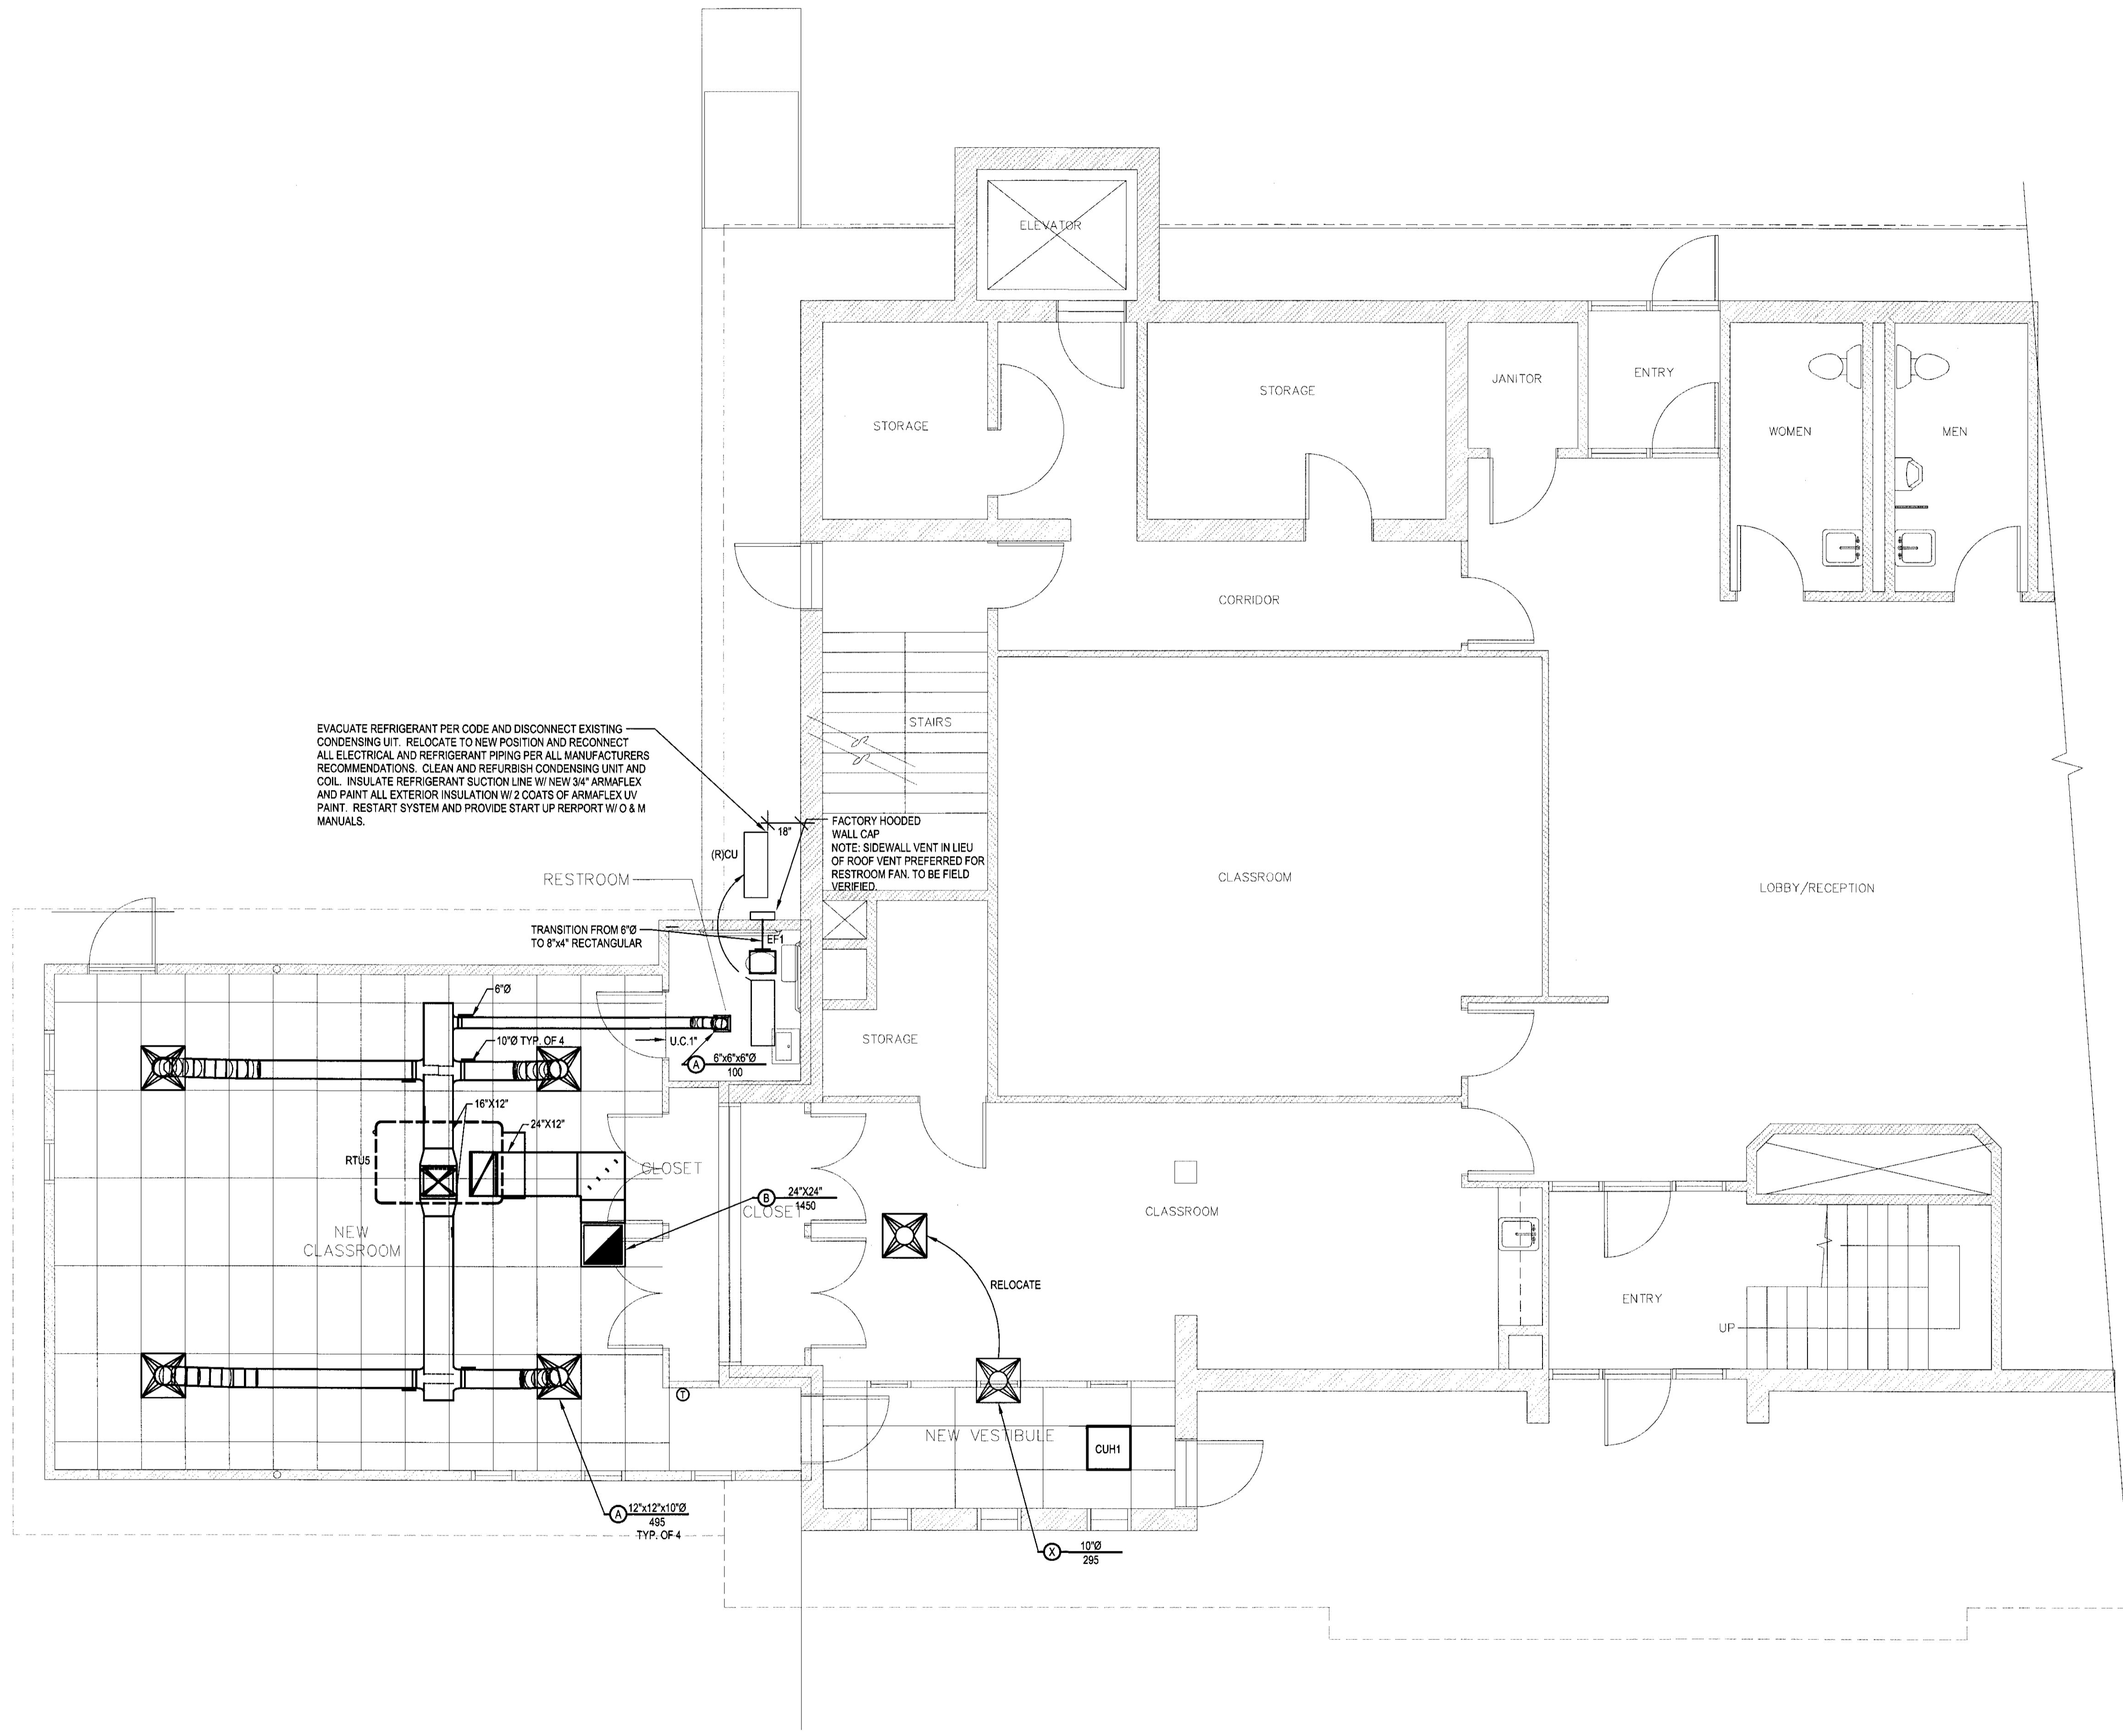 ELEVATOR
STORAGE
STORAGE
JANITOR
ENTRY
WOMEN
MEN
CORRIDOR
STAIRS
EVACUATE REFRIGERANT PER CODE AND DISCONNECT EXISTING
CONDENSING UIT. RELOCATE TO NEW POSITION AND RECONNECT
ALL ELECTRICAL AND REFRIGERANT PIPING PER ALL MANUFACTURERS
RECOMMENDATIONS. CLEAN AND REFURBISH CONDENSING UNIT AND
COIL. INSULATE REFRIGERANT SUCTION LINE W/ NEW 3/4" ARMAFLEX
AND PAINT ALL EXTERIOR INSULATION W/ 2 COATS OF ARMAFLEX UV
PAINT. RESTART SYSTEM AND PROVIDE START UP RERPORT W/ O & M
MANUALS.
18"
(R)CU
FACTORY HOODED
WALL CAP
NOTE: SIDEWALL VENT IN LIEU
OF ROOF VENT PREFERRED FOR
RESTROOM FAN. TO BE FIELD
VERIFIED.
RESTROOM
CLASSROOM
LOBBY/RECEPTION
TRANSITION FROM 6"Ø
TO 8"x4" RECTANGULAR
EF1
6"Ø
10"Ø TYP. OF 4
U.C.1"
A
6"x6"x6"Ø
100
STORAGE
16"X12"
24"X12"
RTU5
CLOSET
B
24"X24"
1450
CLOSET
CLASSROOM
NEW
CLASSROOM
RELOCATE
ENTRY
UP
T
NEW VESTIBULE
CUH1
A
12"x12"x10"Ø
495
TYP. OF 4
X
10"Ø
295